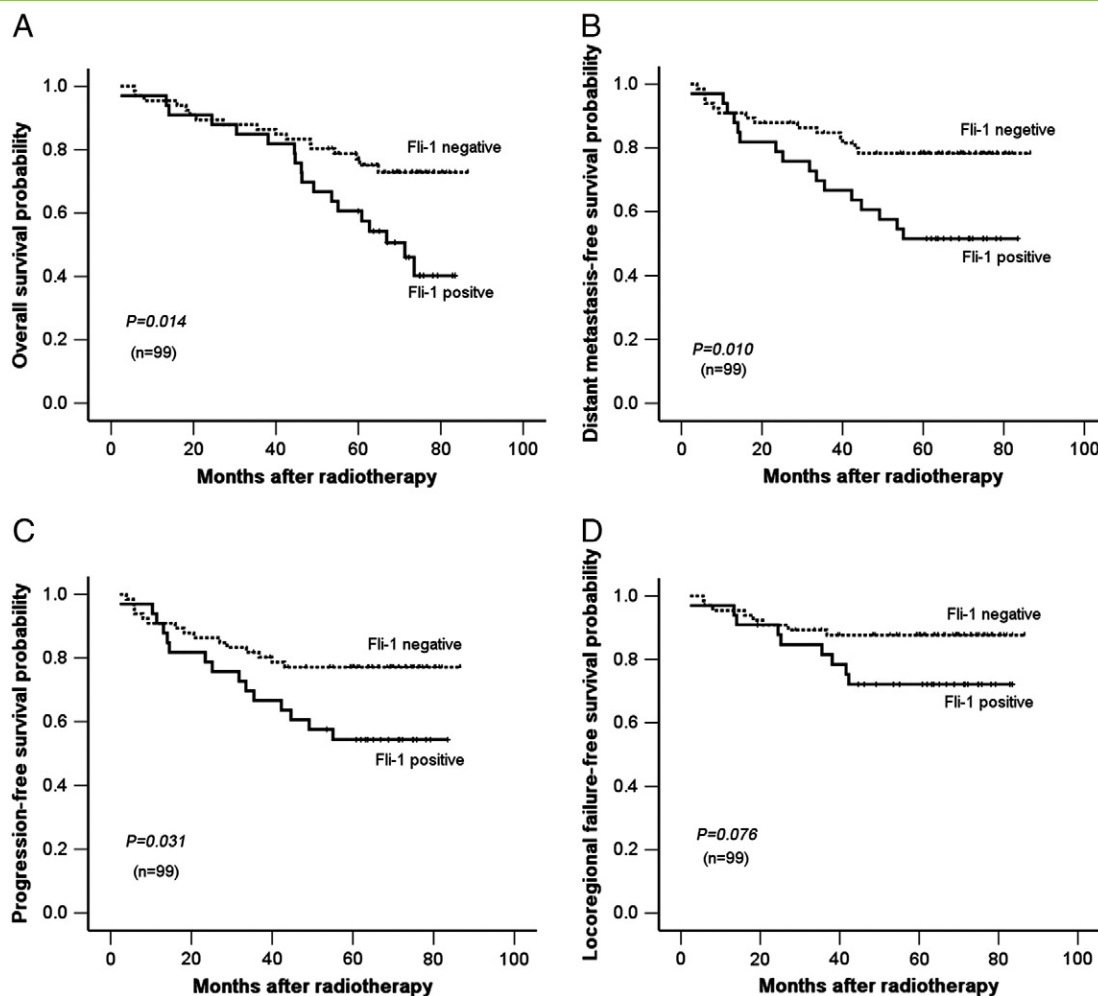 A
Overall survival probability
1.0
0.8
0.6
0.4
0.2
0.0
Fli-1 negative
Fli-1 positve
P=0.014
(n=99)
0 20 40 60 80 100
Months after radiotherapy
B
Distant metastasis-free survival probability
1.0
0.8
0.6
0.4
0.2
0.0
Fli-1 negetive
Fli-1 positive
P=0.010
(n=99)
0 20 40 60 80 100
Months after radiotherapy
C
Progression-free survival probability
1.0
0.8
0.6
0.4
0.2
0.0
Fli-1 negative
Fli-1 positive
P=0.031
(n=99)
0 20 40 60 80 100
Months after radiotherapy
D
Locoregional failure-free survival probability
1.0
0.8
0.6
0.4
0.2
0.0
Fli-1 negative
Fli-1 positive
P=0.076
(n=99)
0 20 40 60 80 100
Months after radiotherapy